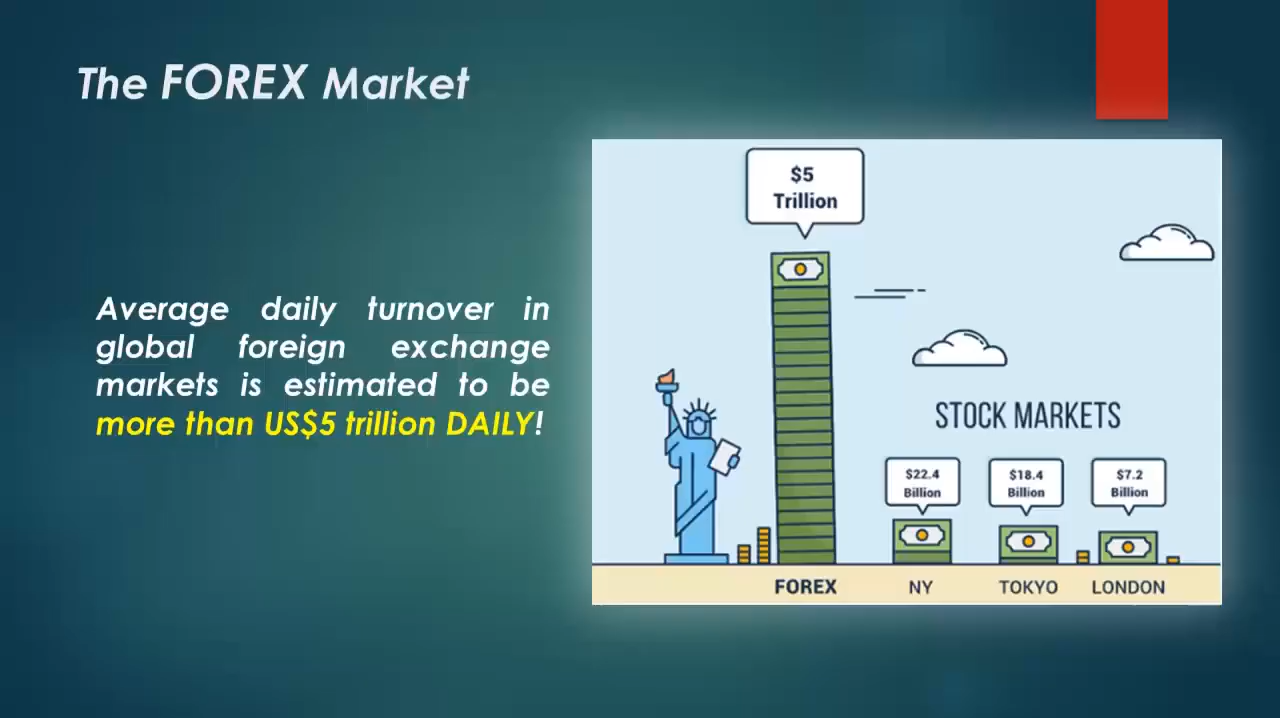 The FOREX Market
Average daily turnover in
global foreign exchange
markets is estimated to be
more than US$5 trillion DAILY!
$5
Trillion
STOCK MARKETS
$22.4
Billion
$18.4
Billion
$7.2
Billion
FOREX
NY
TOKYO
LONDON